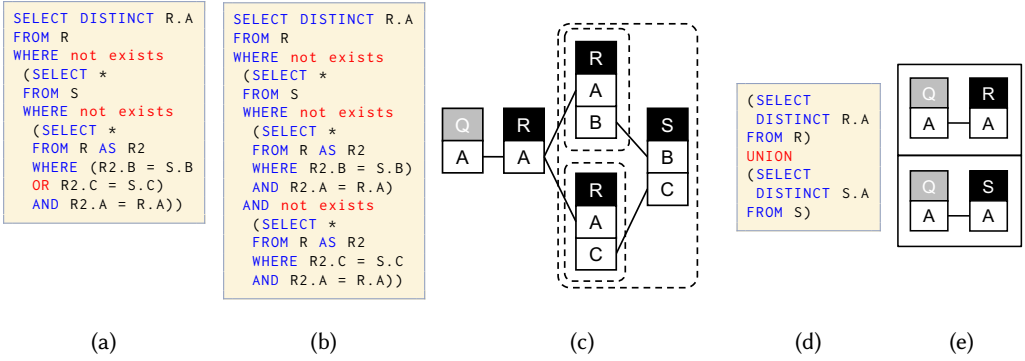 SELECT DISTINCT R.A
FROM R
WHERE not exists
(SELECT *
FROM S
WHERE not exists
(SELECT *
FROM R AS R2
WHERE (R2.B = S.B
OR R2.C = S.C)
AND R2.A = R.A))
(a)
SELECT DISTINCT R.A
FROM R
WHERE not exists
(SELECT *
FROM S
WHERE not exists
(SELECT *
FROM R AS R2
WHERE R2.B = S.B)
AND R2.A = R.A)
AND not exists
(SELECT *
FROM R AS R2
WHERE R2.C = S.C
AND R2.A = R.A))
(b)
Q
A
R
A
R
A
B
R
A
C
S
B
C
(c)
(SELECT
DISTINCT R.A
FROM R)
UNION
(SELECT
DISTINCT S.A
FROM S)
(d)
Q
A
R
A
Q
A
S
A
(e)